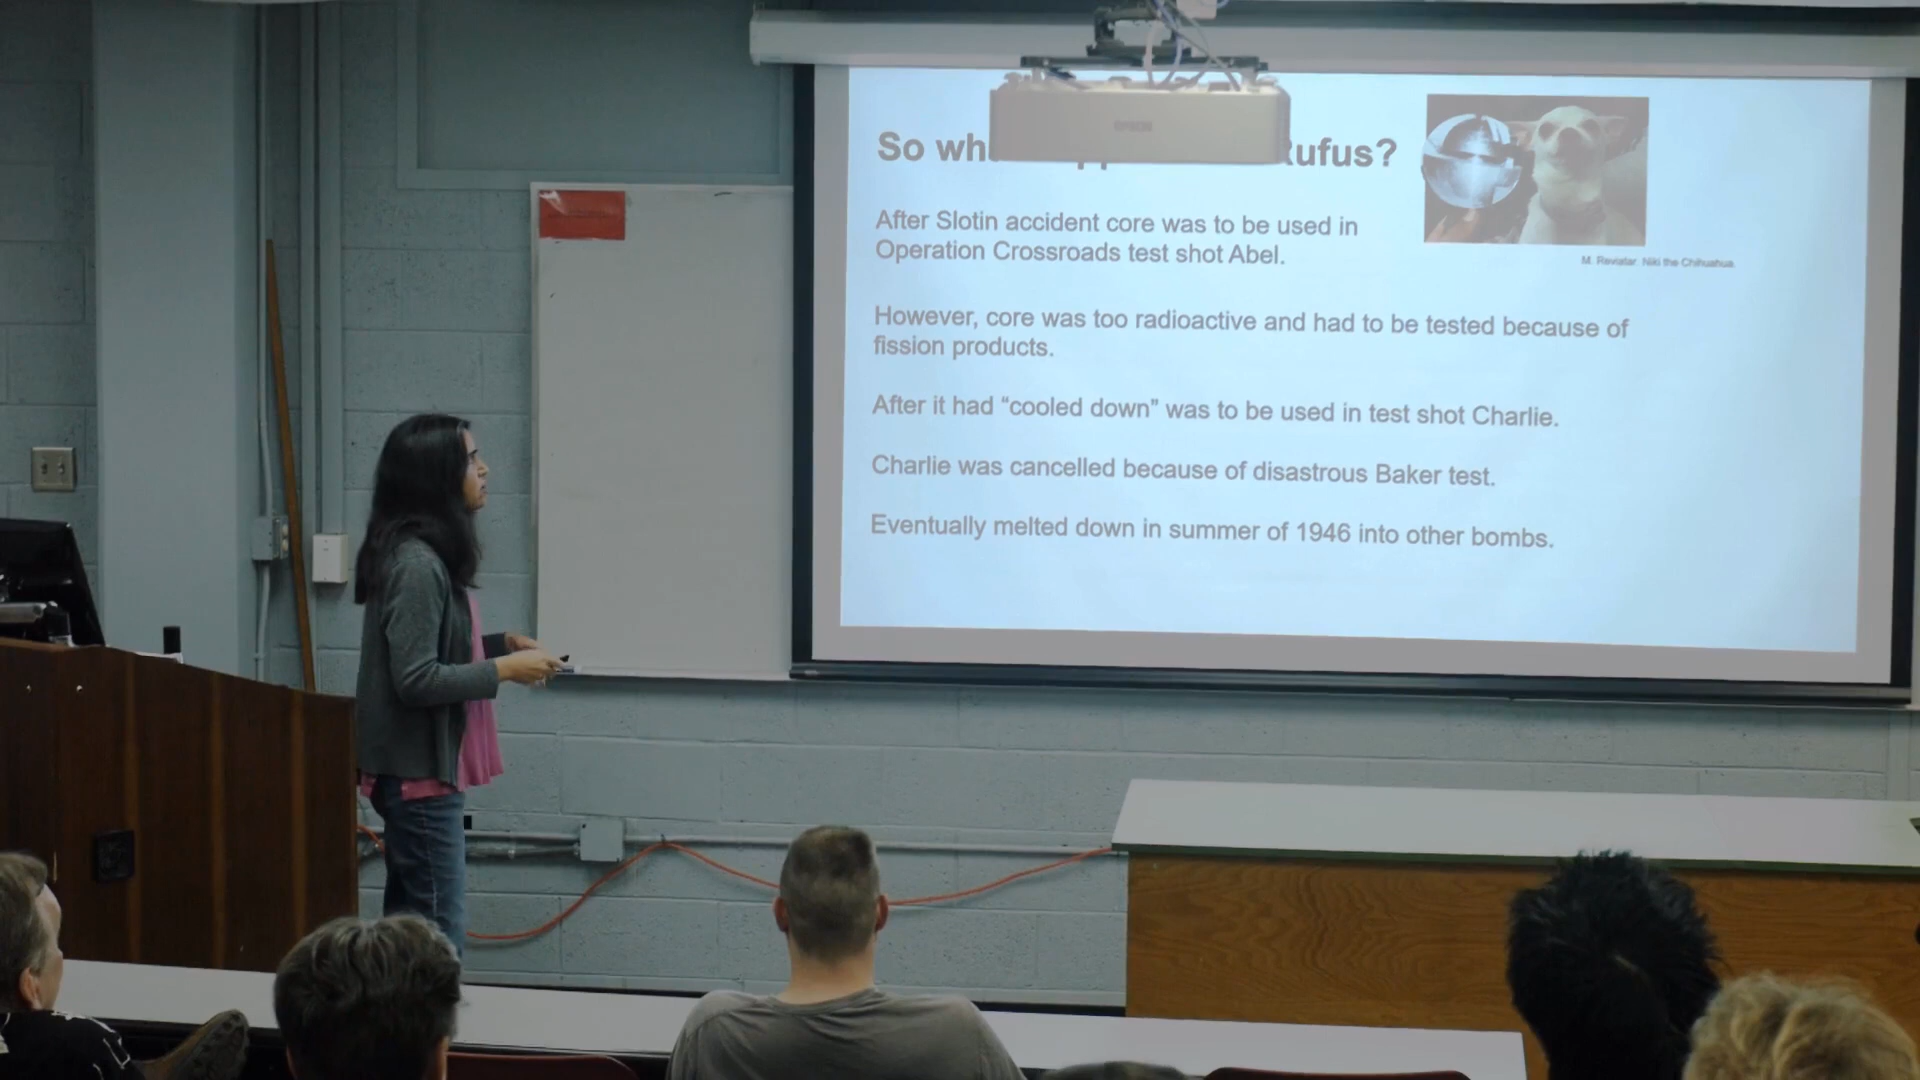 So wh ufus?
After Slotin accident core was to be used in
Operation Crossroads test shot Abel.
M. Reviatar Niki the Chihuahua
However, core was too radioactive and had to be tested because of
fission products.
After it had “cooled down” was to be used in test shot Charlie.
Charlie was cancelled because of disastrous Baker test.
Eventually melted down in summer of 1946 into other bombs.
EPSON